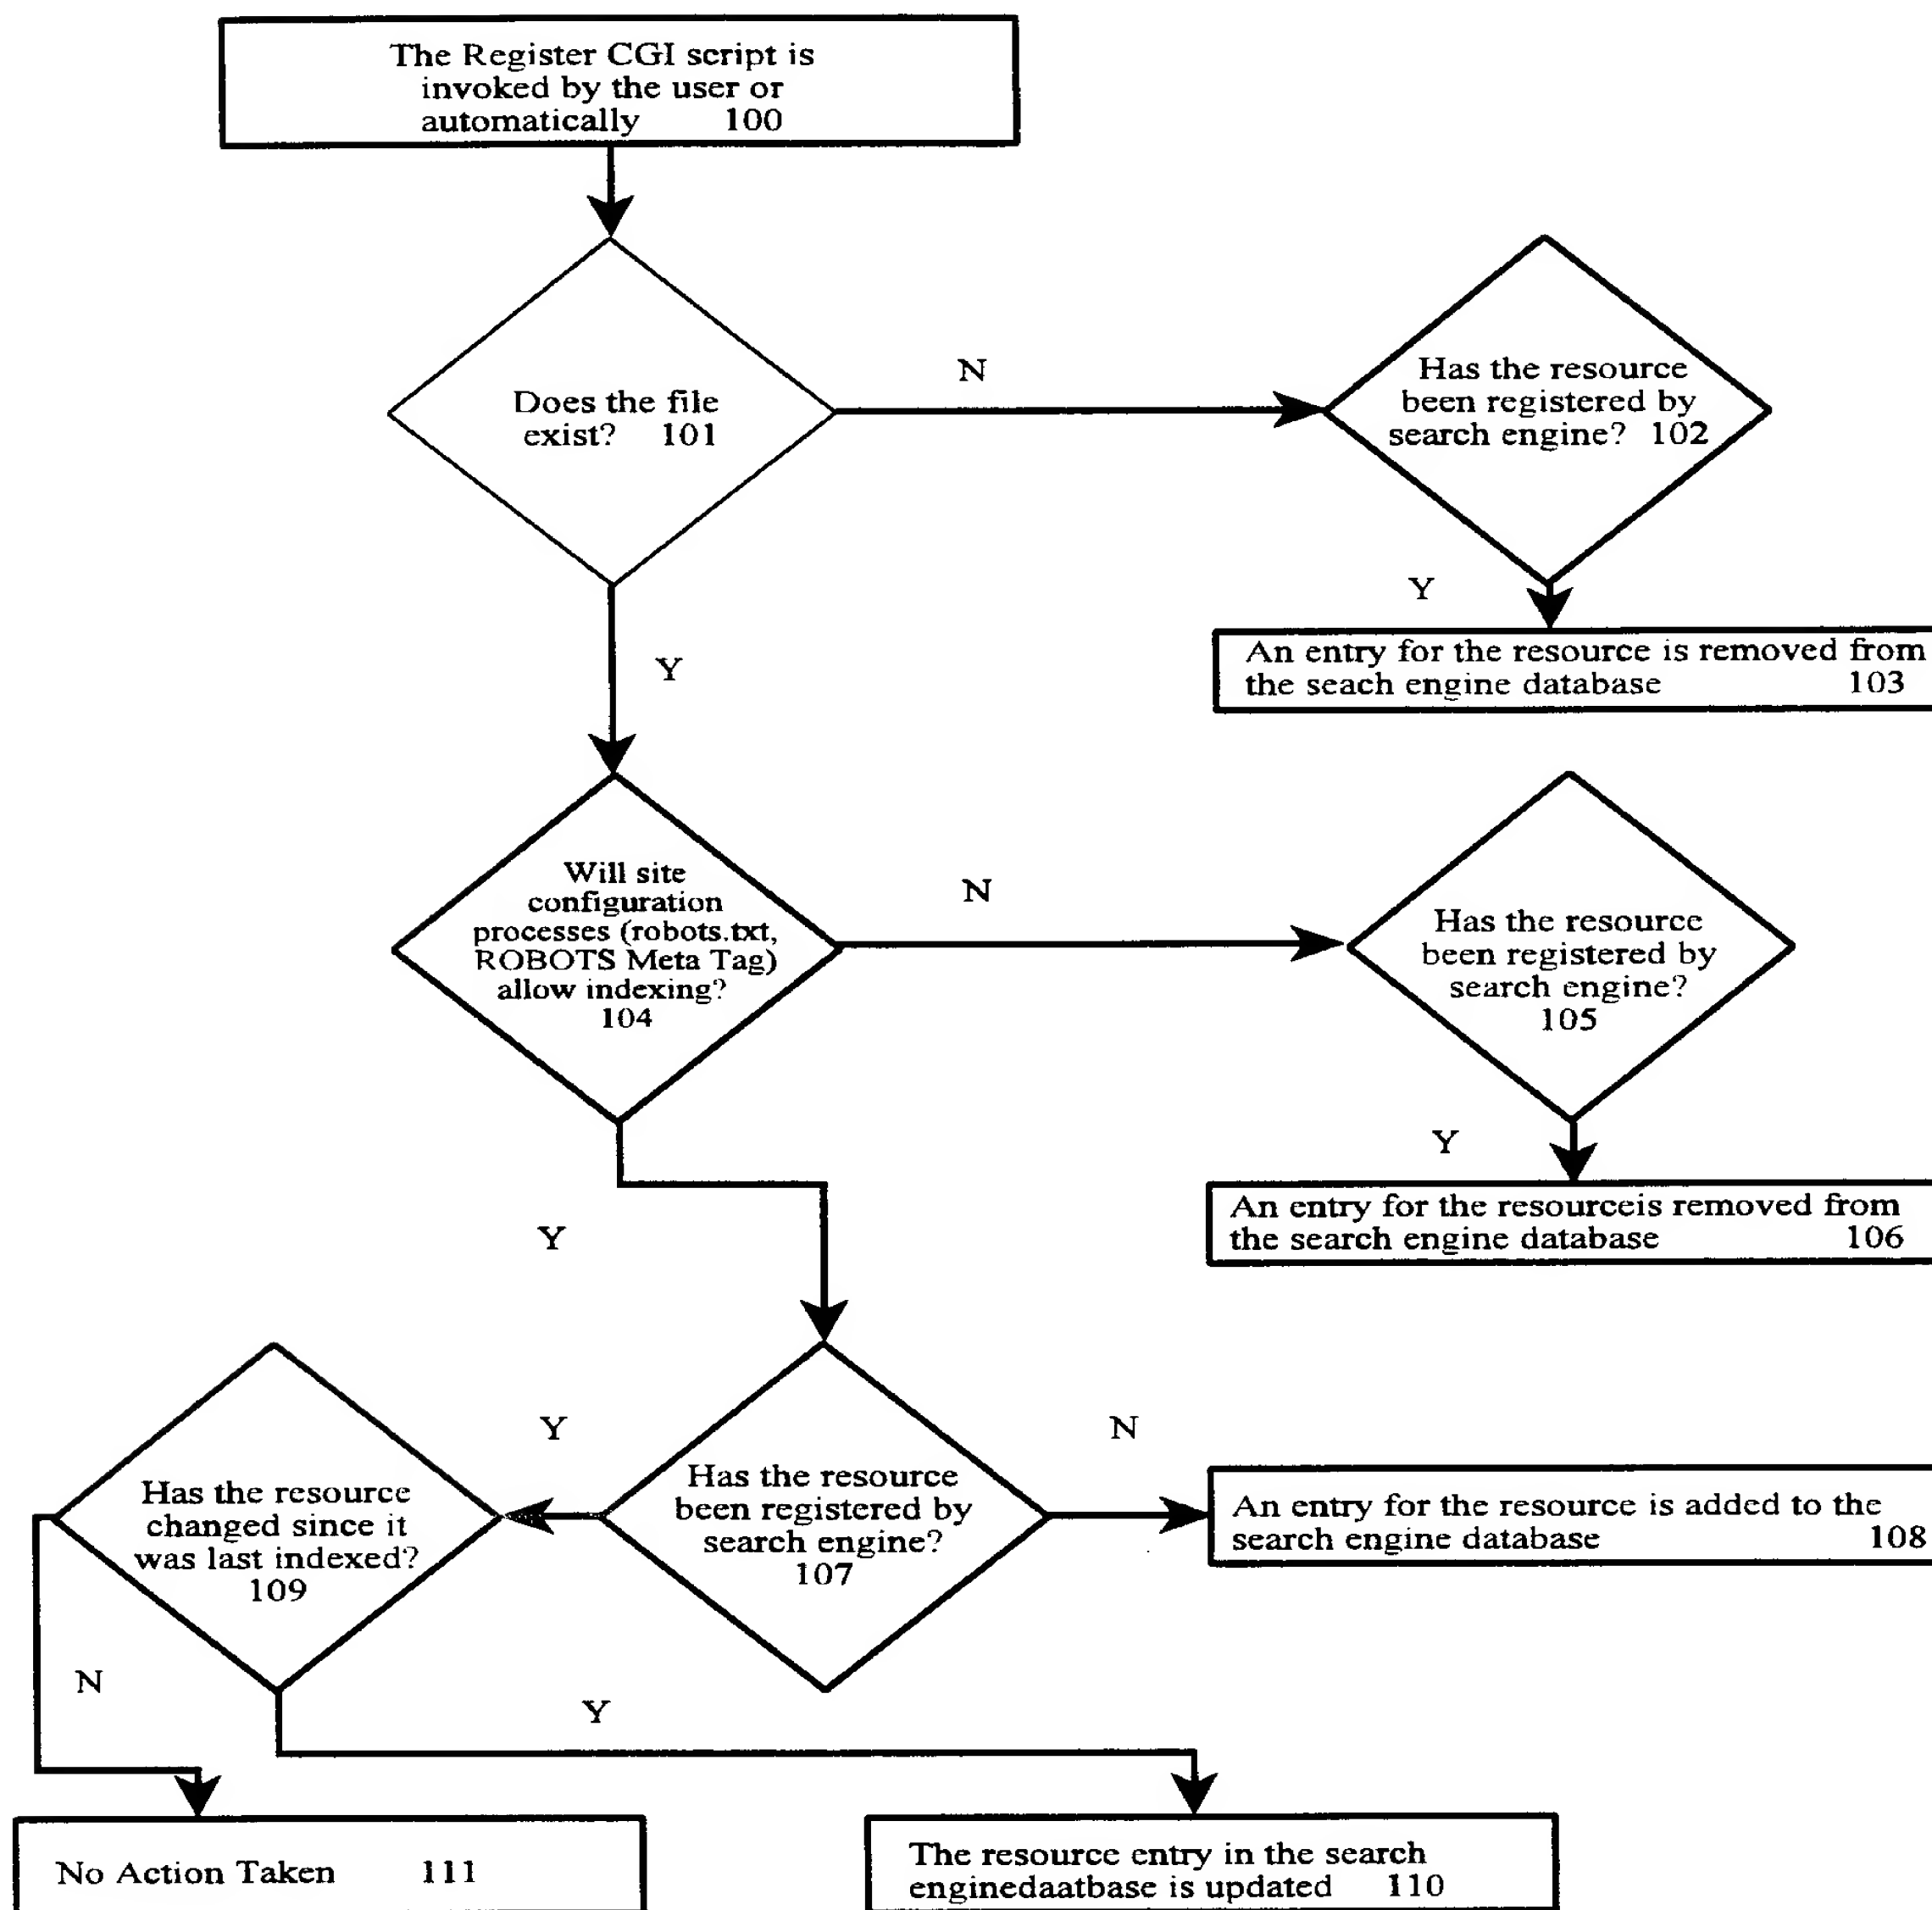 The Register CGI script is
invoked by the user or
automatically 100
Does the file
exist? 101
N
Has the resource
been registered by
search engine? 102
Y
An entry for the resource is removed from
the seach engine database 103
Y
Will site
configuration
processes (robots.txt,
ROBOTS Meta Tag)
allow indexing?
104
N
Has the resource
been registered by
search engine?
105
Y
An entry for the resourceis removed from
the search engine database 106
Y
Has the resource
been registered by
search engine?
107
N
An entry for the resource is added to the
search engine database 108
Y
Has the resource
changed since it
was last indexed?
109
N
Y
No Action Taken 111
The resource entry in the search
enginedaatbase is updated 110